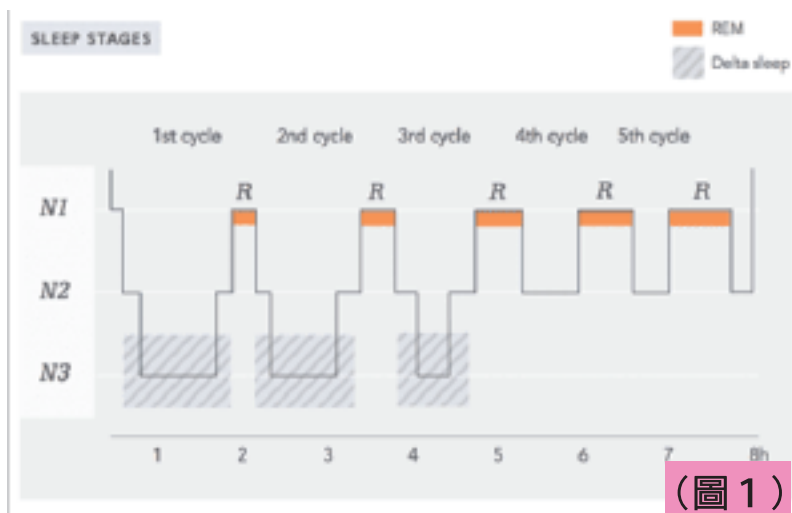 SLEEP STAGES
REM
Delta sleep
1st cycle 2nd cycle 3rd cycle 4th cycle 5th cycle
R R R R R
N1
N2
N3
1 2 3 4 5 6 7 8h
（圖1）